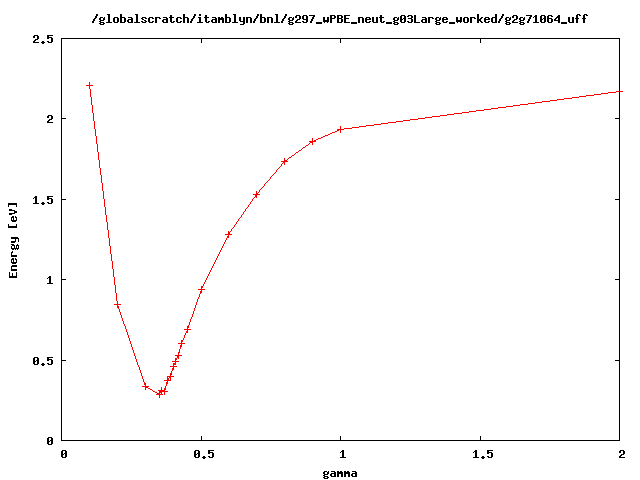 /globalscratch/itamblyn/bnl/g297_wPBE_neut_g03Large_worked/g2g71064_uff
2.5
2
1.5
1
0.5
0
Energy [eV]
0 0.5 1 1.5 2
gamma